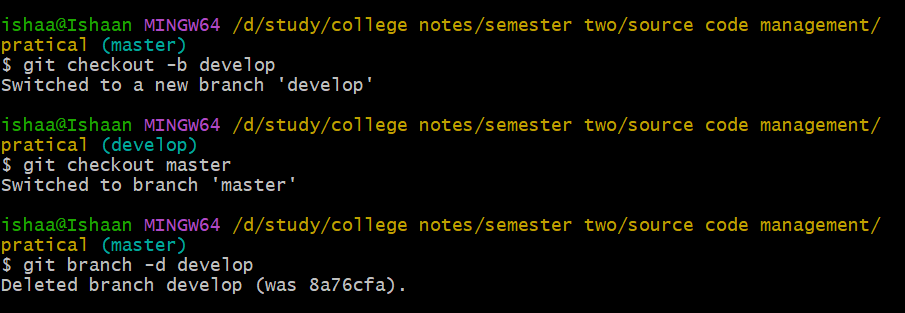 ishaa@Ishaan MINGW64 /d/study/college notes/semester two/source code management/
pratical (master)
$ git checkout -b develop
Switched to a new branch 'develop'
ishaa@Ishaan MINGW64 /d/study/college notes/semester two/source code management/
pratical (develop)
$ git checkout master
Switched to branch 'master'
ishaa@Ishaan MINGW64 /d/study/college notes/semester two/source code management/
pratical (master)
$ git branch -d develop
Deleted branch develop (was 8a76cfa).